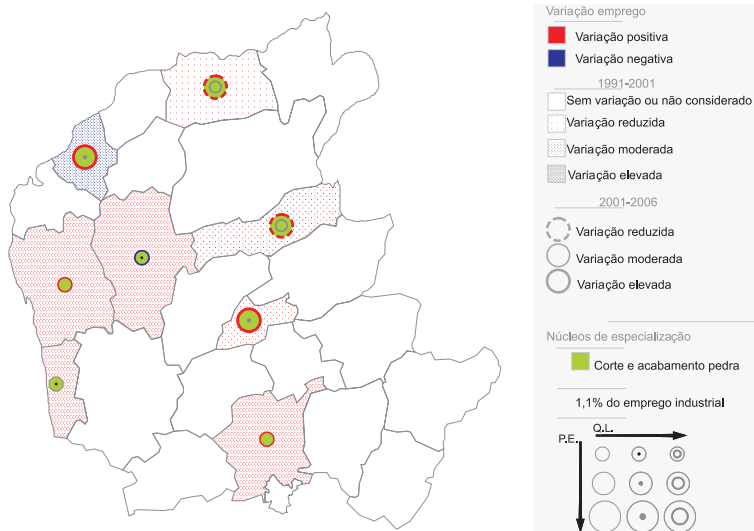 Variação emprego
Variação positiva
Variação negativa
1991-2001
Sem variação ou não considerado
Variação reduzida
Variação moderada
Variação elevada
2001-2006
Variação reduzida
Variação moderada
Variação elevada
Núcleos de especialização
Corte e acabamento pedra
1,1% do emprego industrial
Q.L.
P.E.